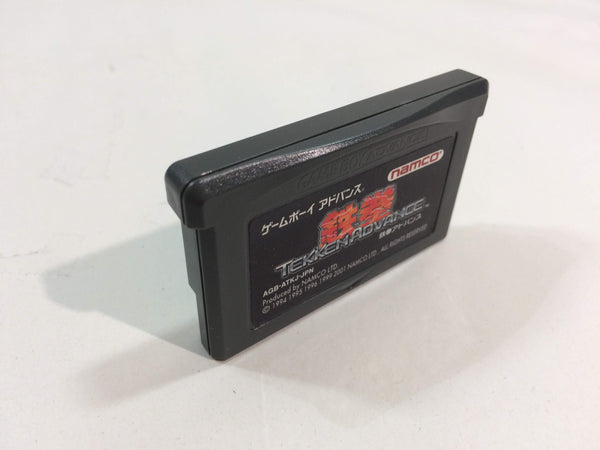 GAME BOY ADVANCE
namco
ゲームボーイ アドバンス
鉄拳
TEKKEN ADVANCE™
鉄拳アドバンス
AGB-ATKJ-JPN
Produced by NAMCO LTD.
© 1994 1995 1996 1999 2001 NAMCO LTD., ALL RIGHTS RESERVED